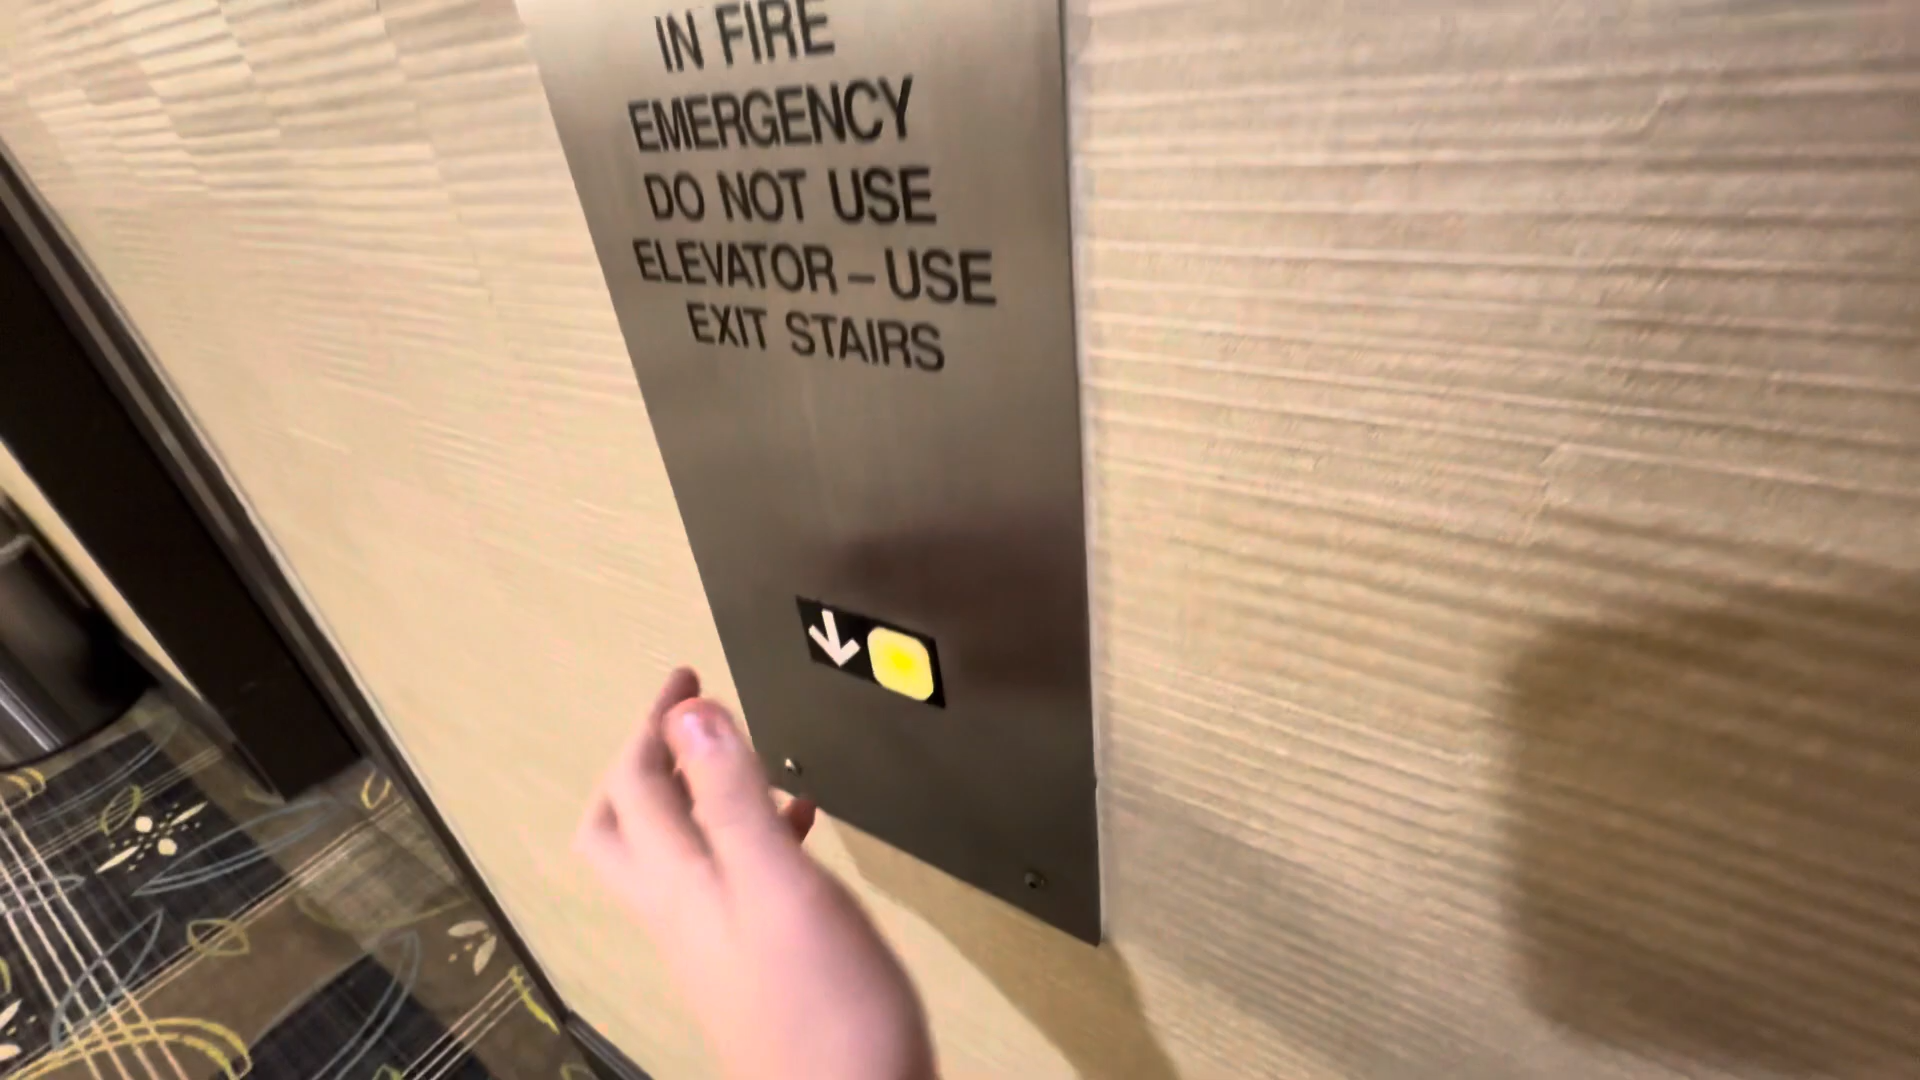 IN FIRE
EMERGENCY
DO NOT USE
ELEVATOR – USE
EXIT STAIRS